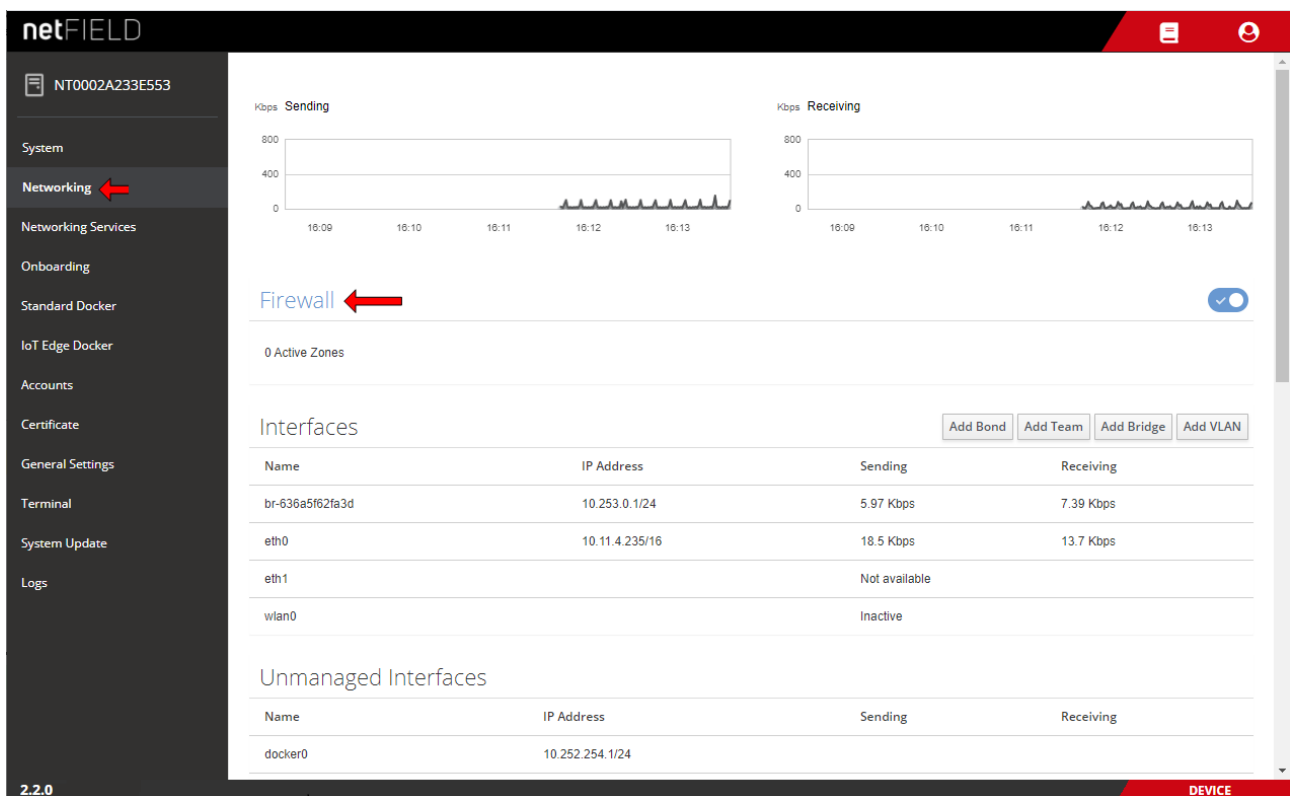 netFIELD
NT0002A233E553
System
Networking
Networking Services
Onboarding
Standard Docker
IoT Edge Docker
Accounts
Certificate
General Settings
Terminal
System Update
Logs
Kbps Sending
800
400
0
16:09 16:10 16:11 16:12 16:13
Kbps Receiving
800
400
0
16:09 16:10 16:11 16:12 16:13
Firewall
0 Active Zones
Interfaces
Add Bond Add Team Add Bridge Add VLAN
Name IP Address Sending Receiving
br-636a5f62fa3d 10.253.0.1/24 5.97 Kbps 7.39 Kbps
eth0 10.11.4.235/16 18.5 Kbps 13.7 Kbps
eth1 Not available
wlan0 Inactive
Unmanaged Interfaces
Name IP Address Sending Receiving
docker0 10.252.254.1/24
2.2.0 DEVICE